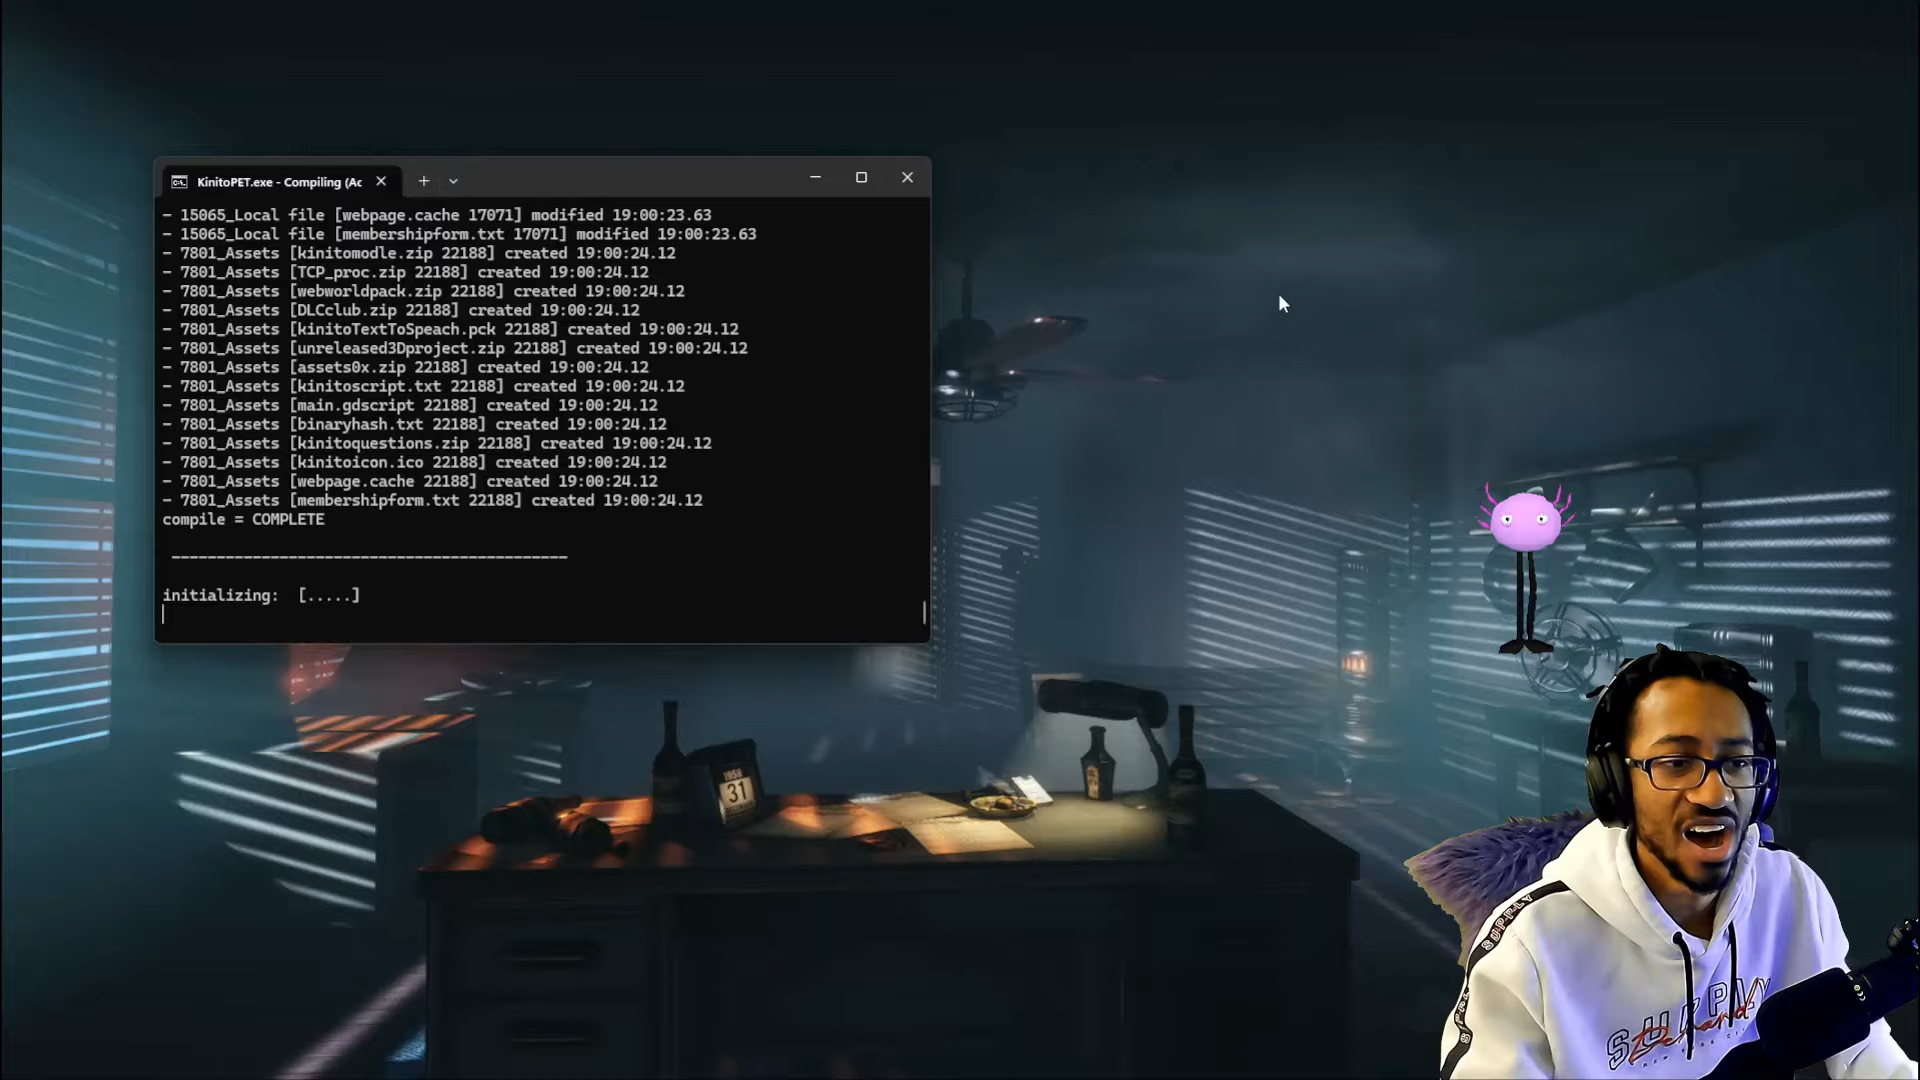 KinitoPET.exe - Compiling (Ac
- 15065_Local file [webpage.cache 17071] modified 19:00:23.63
- 15065_Local file [membershipform.txt 17071] modified 19:00:23.63
- 7801_Assets [kinitomodle.zip 22188] created 19:00:24.12
- 7801_Assets [TCP_proc.zip 22188] created 19:00:24.12
- 7801_Assets [webworldpack.zip 22188] created 19:00:24.12
- 7801_Assets [DLCclub.zip 22188] created 19:00:24.12
- 7801_Assets [kinitoTextToSpeach.pck 22188] created 19:00:24.12
- 7801_Assets [unreleased3Dproject.zip 22188] created 19:00:24.12
- 7801_Assets [assets0x.zip 22188] created 19:00:24.12
- 7801_Assets [kinitoscript.txt 22188] created 19:00:24.12
- 7801_Assets [main.gdscript 22188] created 19:00:24.12
- 7801_Assets [binaryhash.txt 22188] created 19:00:24.12
- 7801_Assets [kinitoquestions.zip 22188] created 19:00:24.12
- 7801_Assets [kinitoicon.ico 22188] created 19:00:24.12
- 7801_Assets [webpage.cache 22188] created 19:00:24.12
- 7801_Assets [membershipform.txt 22188] created 19:00:24.12
compile = COMPLETE
--------------------------------------------
initializing: [.....]
1958
31